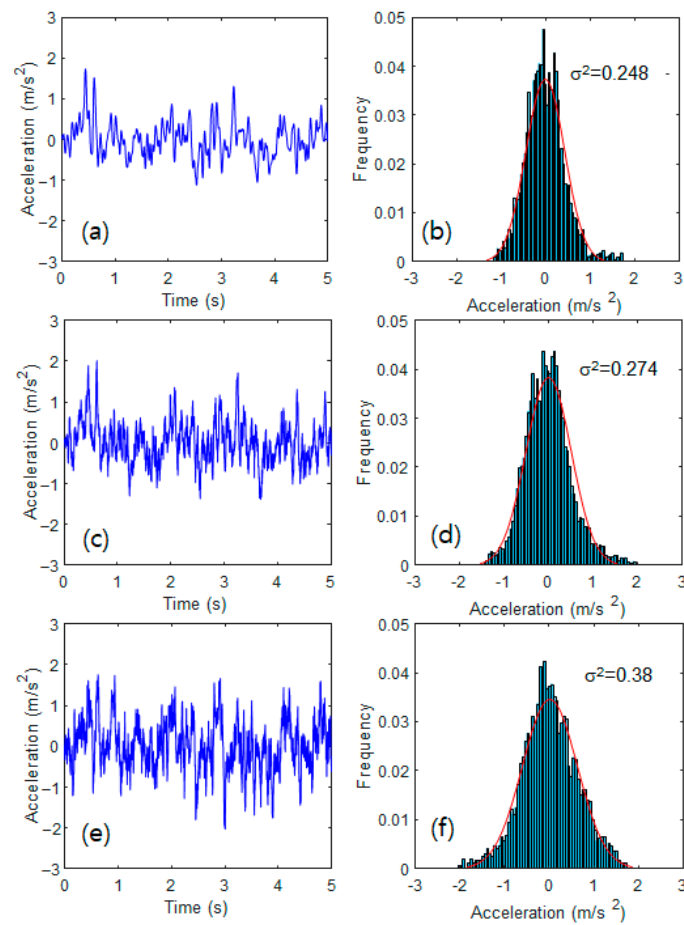 3
2
1
0
−1
−2
−3
Acceleration (m/s²)
(a)
0 1 2 3 4 5
Time (s)
0.05
0.04
0.03
0.02
0.01
0
Frequency
σ²=0.248
(b)
-3 -2 -1 0 1 2 3
Acceleration (m/s ²)
3
2
1
0
−1
−2
−3
Acceleration (m/s²)
(c)
0 1 2 3 4 5
Time (s)
0.05
0.04
0.03
0.02
0.01
0
Frequency
σ²=0.274
(d)
-3 -2 -1 0 1 2 3
Acceleration (m/s ²)
3
2
1
0
−1
−2
−3
Acceleration (m/s²)
(e)
0 1 2 3 4 5
Time (s)
0.05
0.04
0.03
0.02
0.01
0
Frequency
σ²=0.38
(f)
-3 -2 -1 0 1 2 3
Acceleration (m/s ²)